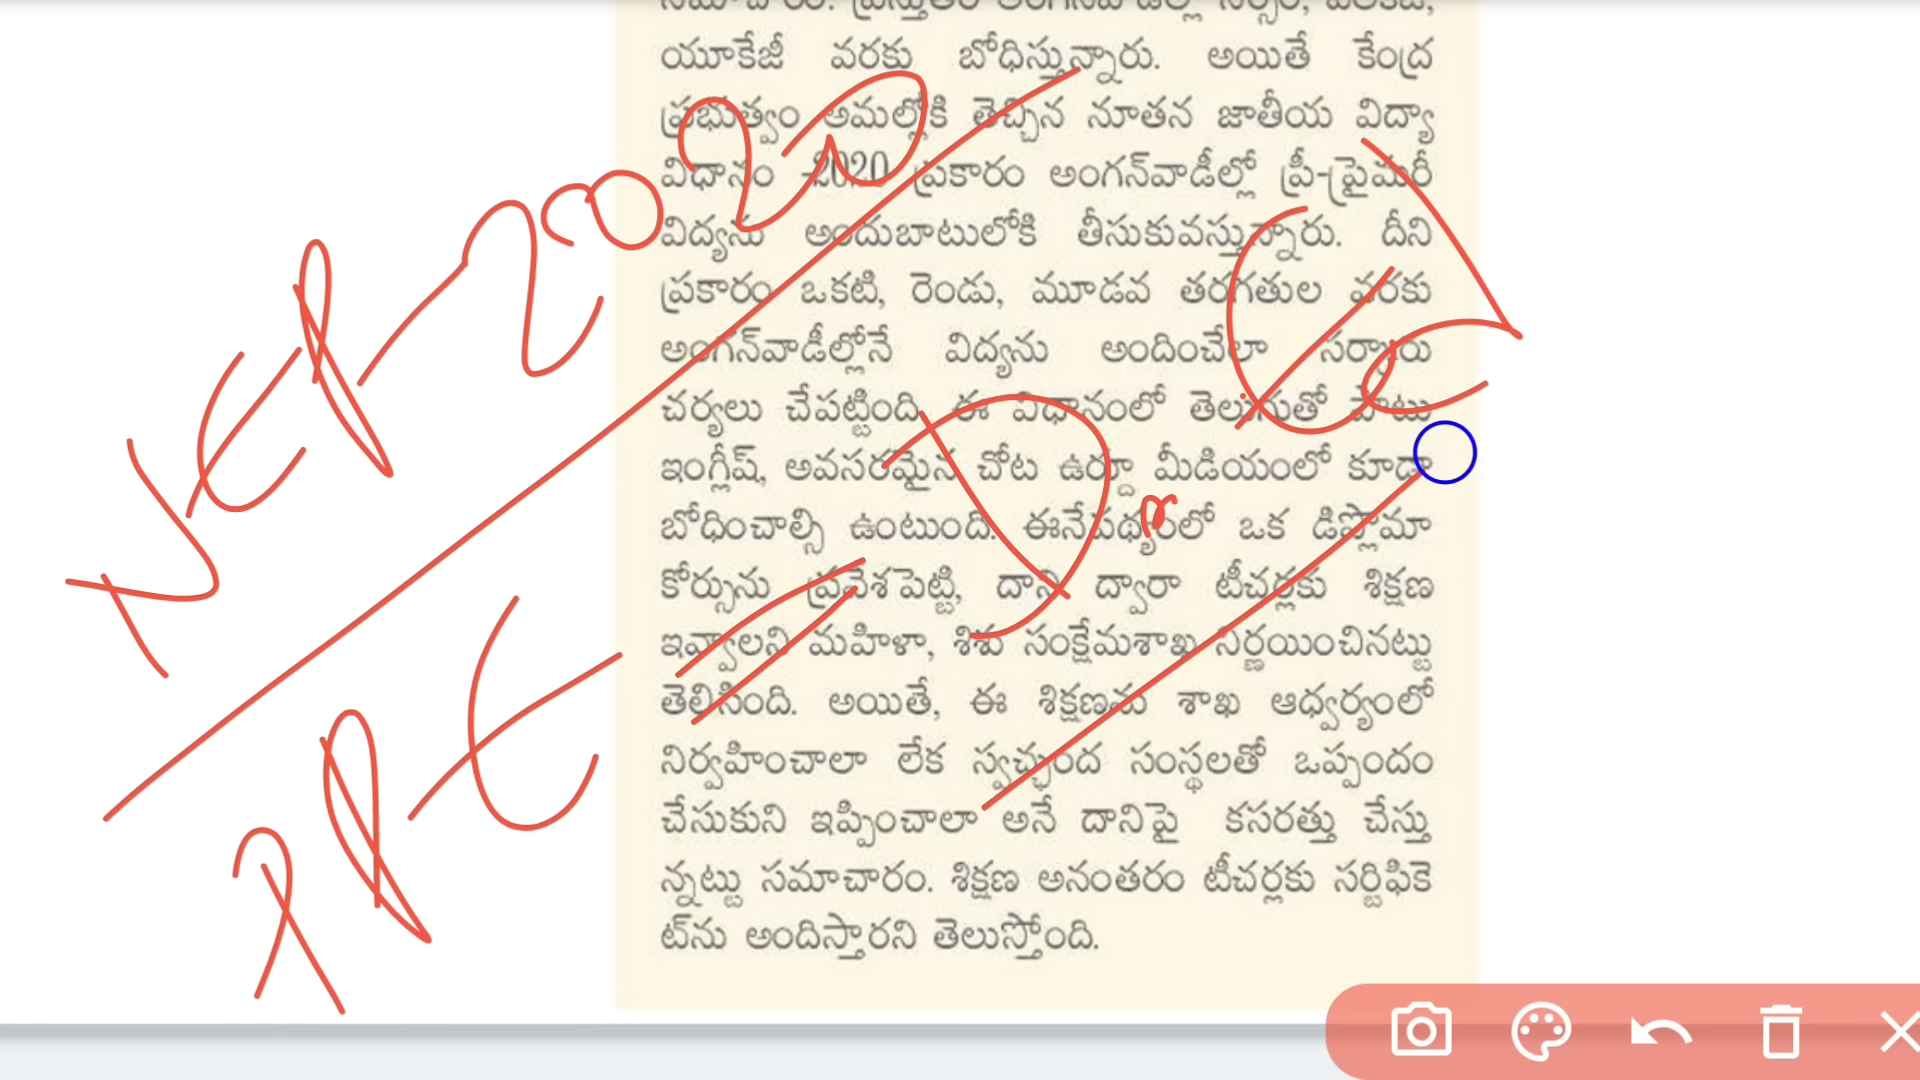 యూకేజీ వరకు బోధిస్తున్నారు. అయితే కేంద్ర
ప్రభుత్వం అమల్లోకి తెచ్చిన నూతన జాతీయ విద్యా
విధానం -2020 ప్రకారం అంగన్‌వాడీల్లో ప్రీ-ప్రైమరీ
విద్యను అందుబాటులోకి తీసుకువస్తున్నారు. దీని
ప్రకారం ఒకటి, రెండు, మూడవ తరగతుల వరకు
అంగన్‌వాడీల్లోనే విద్యను అందించేలా సర్కారు
చర్యలు చేపట్టింది. ఈ విధానంలో తెలుగుతో పాటు
ఇంగ్లీష్, అవసరమైన చోట ఉర్దూ మీడియంలో కూడా
బోధించాల్సి ఉంటుంది. ఈనేపథ్యంలో ఒక డిప్లొమా
కోర్సును ప్రవేశపెట్టి, దాని ద్వారా టీచర్లకు శిక్షణ
ఇవ్వాలని మహిళా, శిశు సంక్షేమశాఖ నిర్ణయించినట్టు
తెలిసింది. అయితే, ఈ శిక్షణను శాఖ ఆధ్వర్యంలో
నిర్వహించాలా లేక స్వచ్ఛంద సంస్థలతో ఒప్పందం
చేసుకుని ఇప్పించాలా అనే దానిపై కసరత్తు చేస్తు
న్నట్టు సమాచారం. శిక్షణ అనంతరం టీచర్లకు సర్టిఫికె
ట్‌ను అందిస్తారని తెలుస్తోంది.
NEP-2020